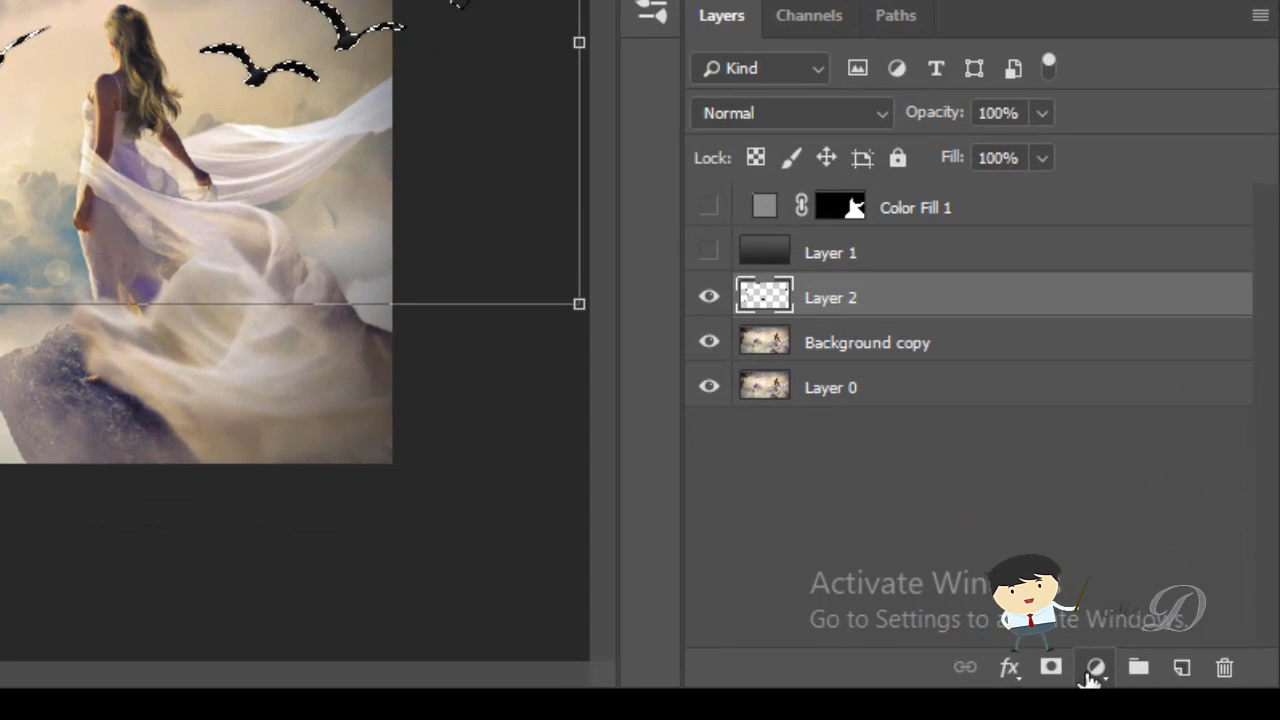 Layers Channels Paths
Kind
Normal Opacity: 100%
Lock: Fill: 100%
Color Fill 1
Layer 1
Layer 2
Background copy
Layer 0
Activate Win
Go to Settings to a te Windows.
D
fx